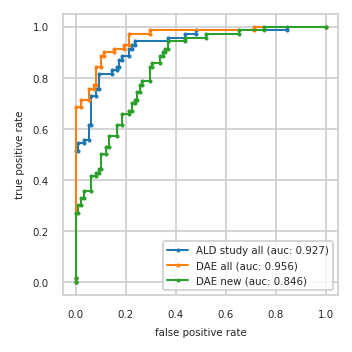 true positive rate
1.0
0.8
0.6
0.4
0.2
0.0
ALD study all (auc: 0.927)
DAE all (auc: 0.956)
DAE new (auc: 0.846)
0.0 0.2 0.4 0.6 0.8 1.0
false positive rate